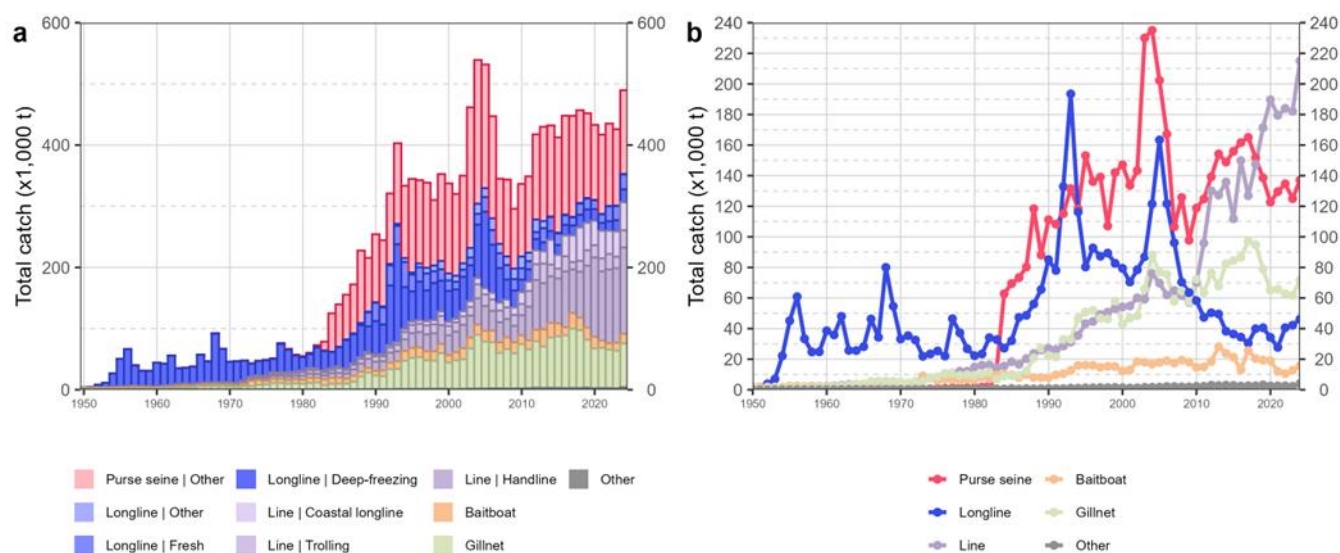 a
600
400
200
0
Total catch (x1,000 t)
600
400
200
0
1950 1960 1970 1980 1990 2000 2010 2020
Purse seine | Other
Longline | Deep-freezing
Line | Handline
Other
Longline | Other
Line | Coastal longline
Baitboat
Longline | Fresh
Line | Trolling
Gillnet
b
240
220
200
180
160
140
120
100
80
60
40
20
0
Total catch (x1,000 t)
240
220
200
180
160
140
120
100
80
60
40
20
0
1950 1960 1970 1980 1990 2000 2010 2020
Purse seine
Baitboat
Longline
Gillnet
Line
Other